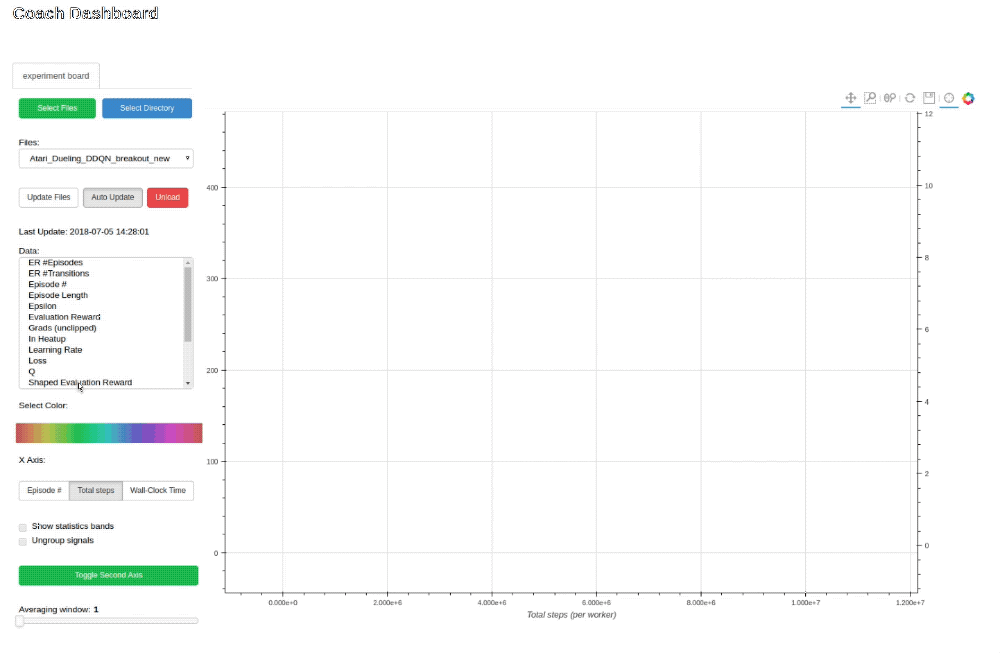 Coach Dashboard
experiment board
Select Files
Select Directory
Files:
Atari_Dueling_DDQN_breakout_new
Update Files
Auto Update
Unload
Last Update: 2018-07-05 14:28:01
Data:
ER #Episodes
ER #Transitions
Episode #
Episode Length
Epsilon
Evaluation Reward
Grads (unclipped)
In Heatup
Learning Rate
Loss
Q
Shaped Evaluation Reward
Select Color:
X Axis:
Episode #
Total steps
Wall-Clock Time
Show statistics bands
Ungroup signals
Toggle Second Axis
Averaging window: 1
400
300
200
100
0
12
10
8
6
4
2
0
0.000e+0
2.000e+6
4.000e+6
6.000e+6
8.000e+6
1.000e+7
1.200e+7
Total steps (per worker)